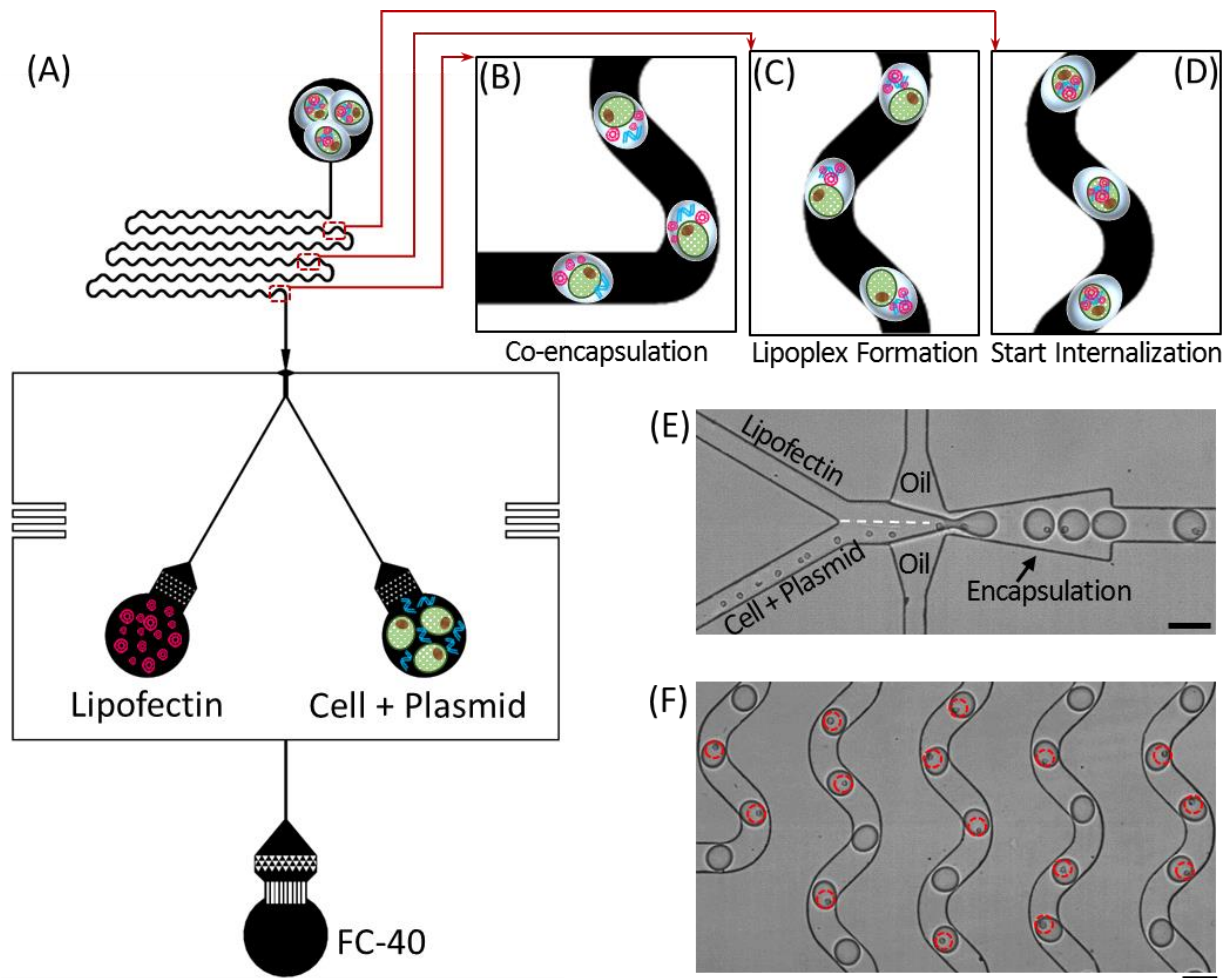 (A)
(B)
(C)
(D)
Co-encapsulation
Lipoplex Formation
Start Internalization
(E)
Lipofectin
Oil
Cell + Plasmid
Oil
Encapsulation
Lipofectin
Cell + Plasmid
(F)
FC-40